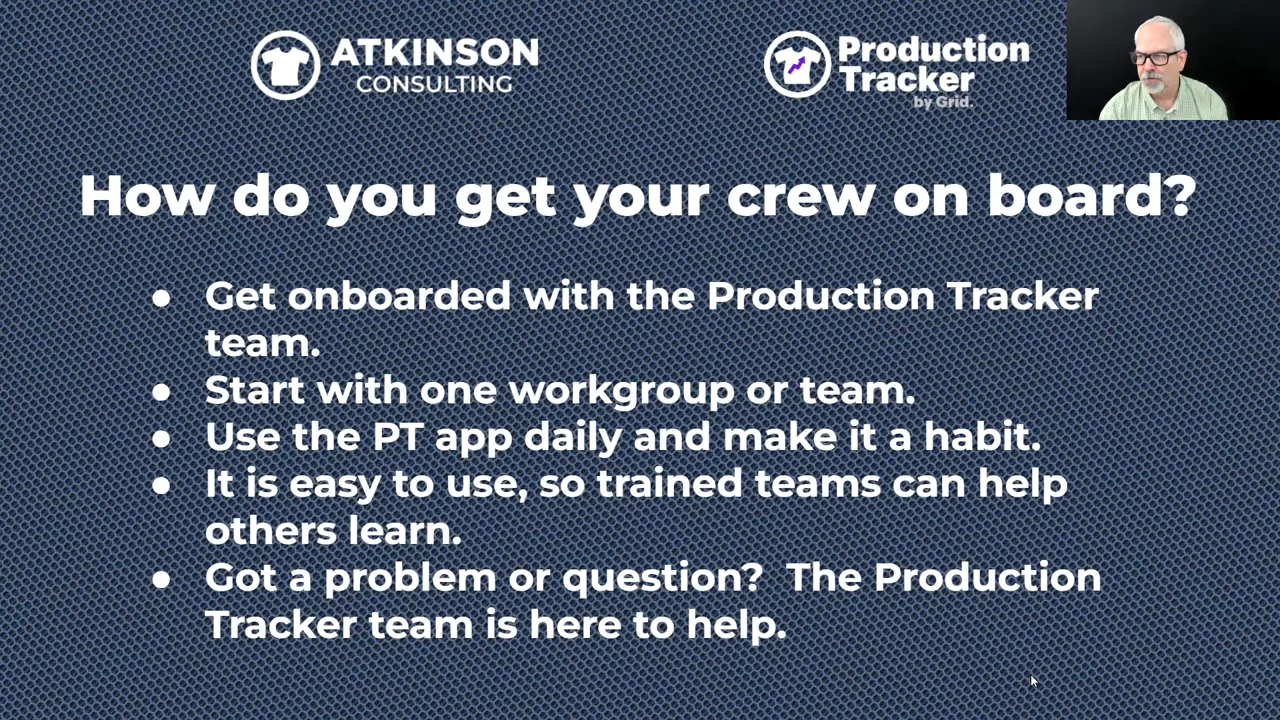 ATKINSON
CONSULTING
Production
Tracker
by Grid.
How do you get your crew on board?
● Get onboarded with the Production Tracker
team.
● Start with one workgroup or team.
● Use the PT app daily and make it a habit.
● It is easy to use, so trained teams can help
others learn.
● Got a problem or question?  The Production
Tracker team is here to help.